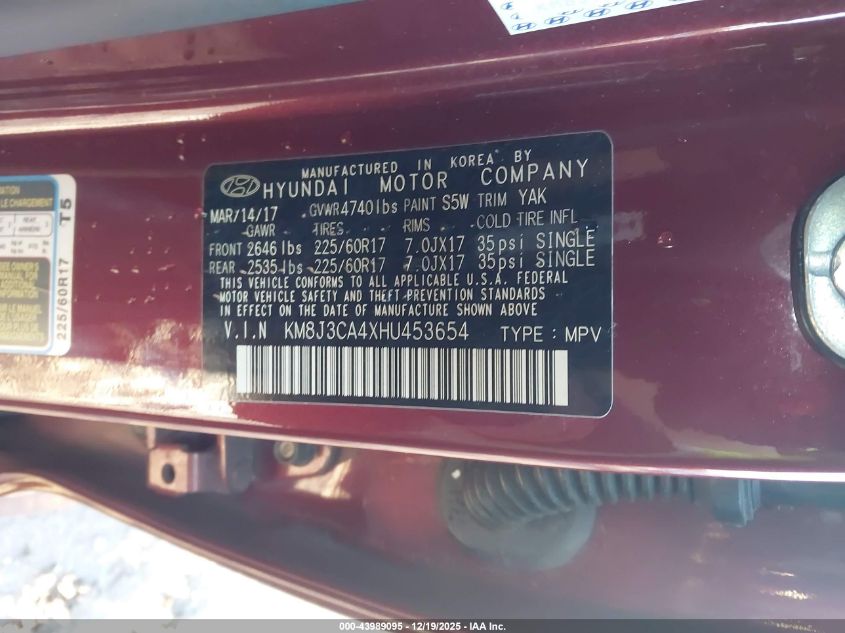 MANUFACTURED IN KOREA BY
HYUNDAI MOTOR COMPANY
MAR/14/17 GVWR4740lbs PAINT S5W TRIM YAK
GAWR TIRES RIMS COLD TIRE INFL.
FRONT 2646 lbs 225/60R17 7.0JX17 35psi SINGLE
REAR 2535 lbs 225/60R17 7.0JX17 35psi SINGLE
THIS VEHICLE CONFORMS TO ALL APPLICABLE U.S.A. FEDERAL
MOTOR VEHICLE SAFETY AND THEFT-PREVENTION STANDARDS
IN EFFECT ON THE DATE OF MANUFACTURE SHOWN ABOVE.
V.I.N KM8J3CA4XHU453654 TYPE : MPV
225/60R17 T5
000-43989095 • 12/19/2025 • IAA Inc.